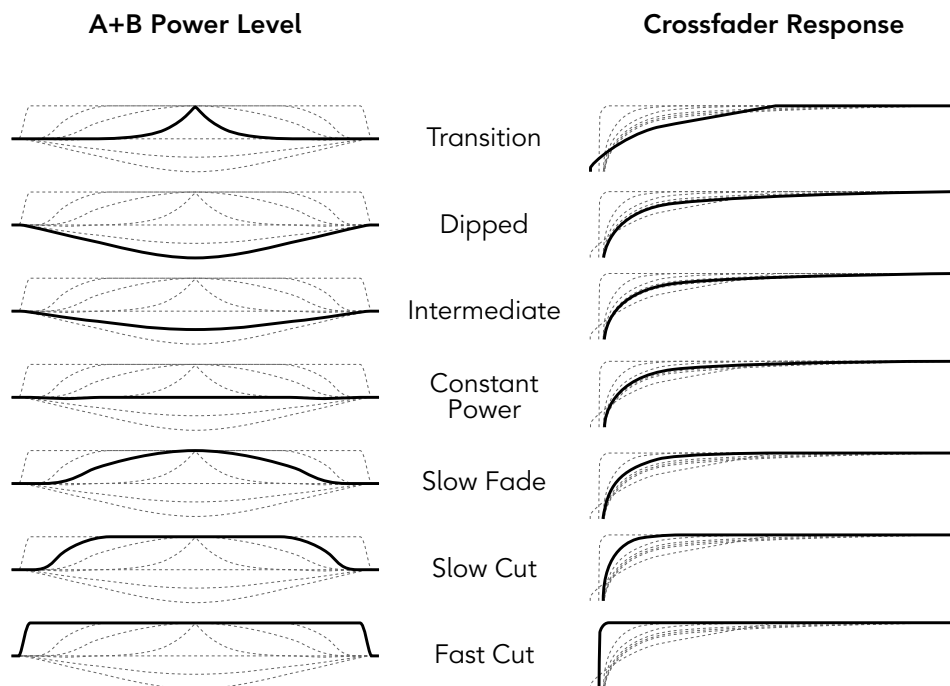 A+B Power Level
Crossfader Response
Transition
Dipped
Intermediate
Constant
Power
Slow Fade
Slow Cut
Fast Cut